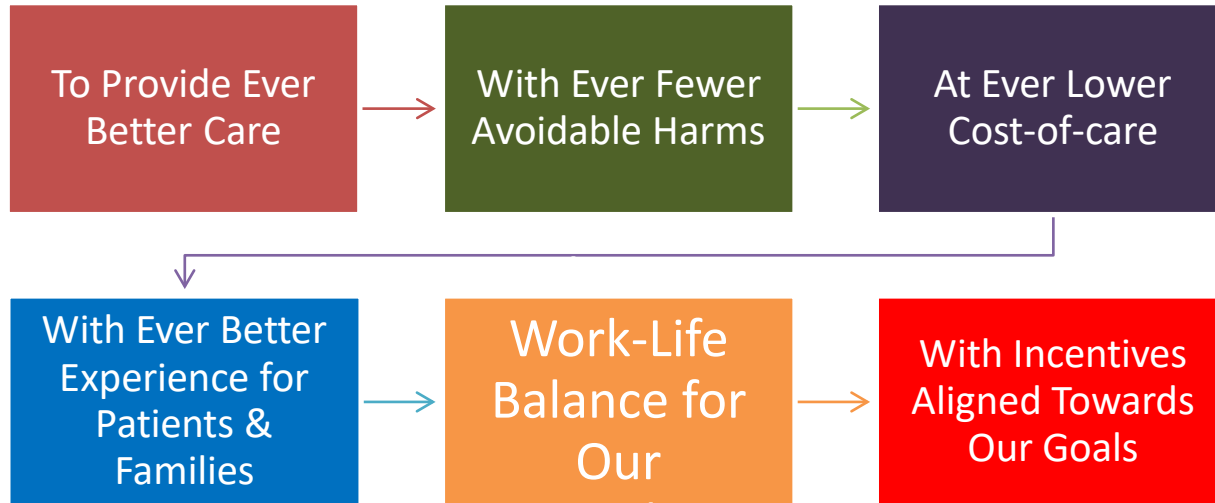 To Provide Ever
Better Care
With Ever Fewer
Avoidable Harms
At Ever Lower
Cost-of-care
With Ever Better
Experience for
Patients &
Families
Work-Life
Balance for
Our
With Incentives
Aligned Towards
Our Goals